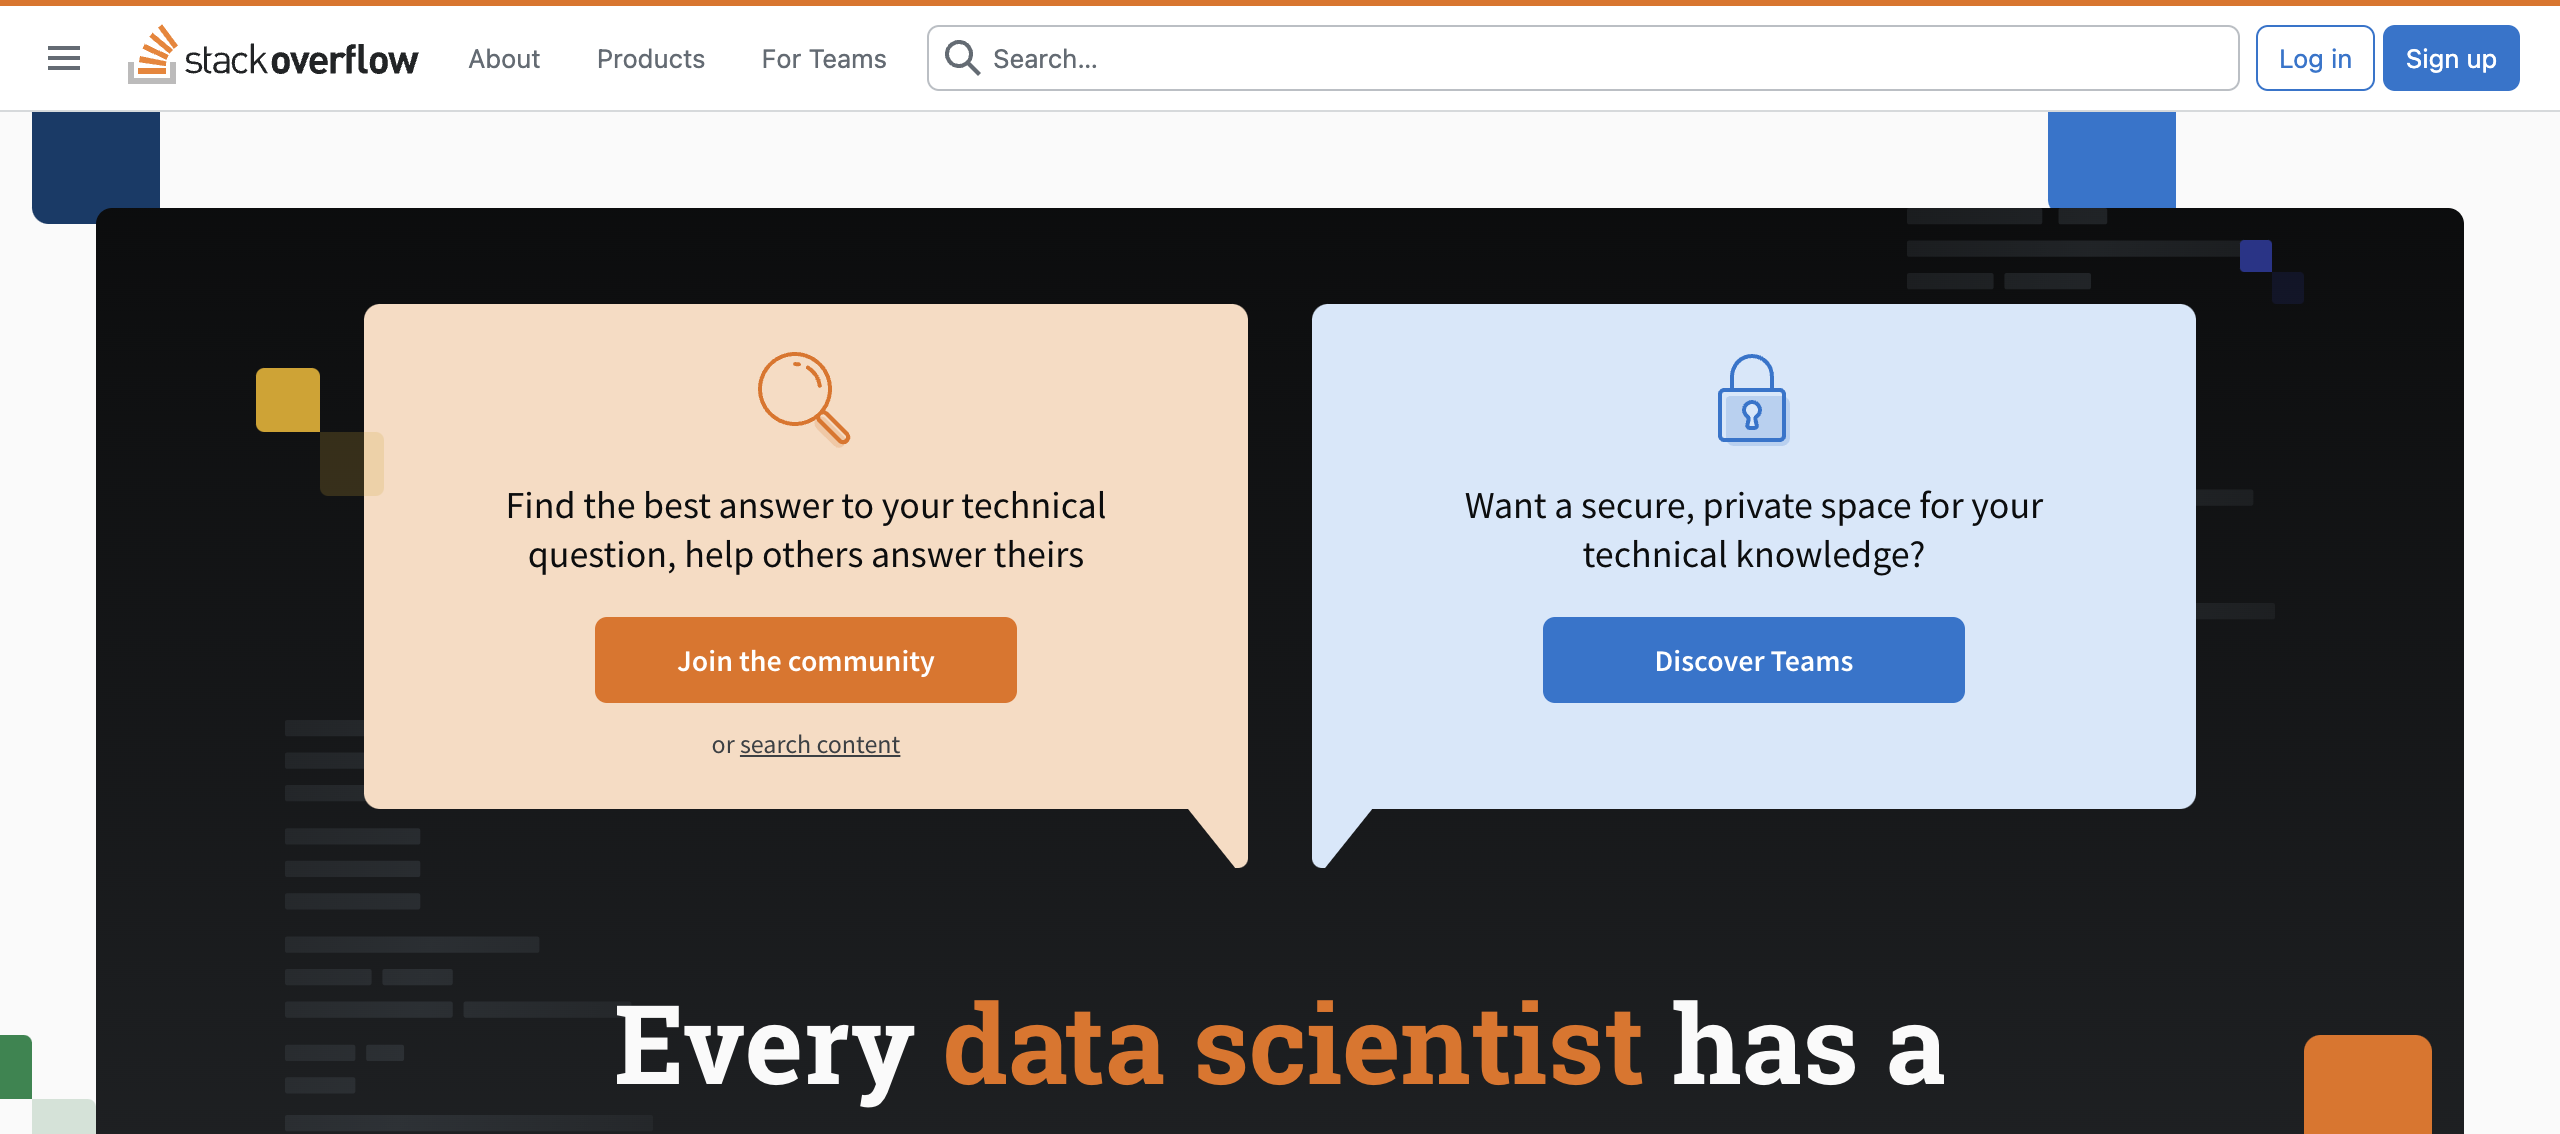 stackoverflow About Products For Teams Search... Log in Sign up
Find the best answer to your technical
question, help others answer theirs
Join the community
or search content
Want a secure, private space for your
technical knowledge?
Discover Teams
Every data scientist has a